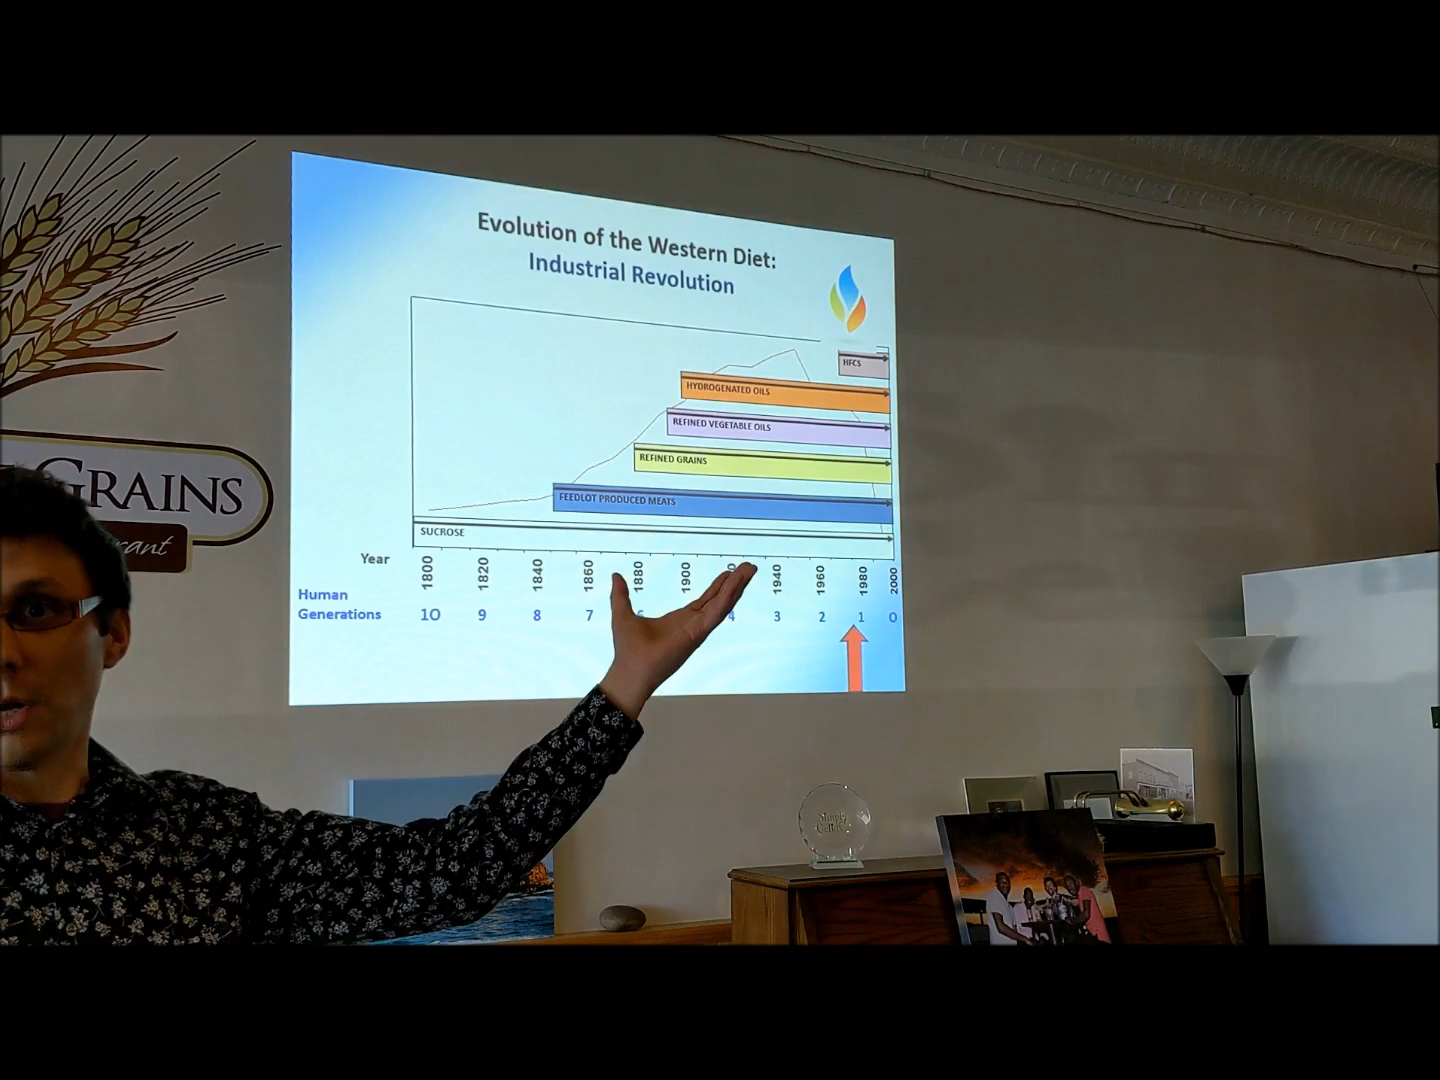 Evolution of the Western Diet:
Industrial Revolution
HFCS
HYDROGENATED OILS
REFINED VEGETABLE OILS
REFINED GRAINS
FEEDLOT PRODUCED MEATS
SUCROSE
Year 1800 1820 1840 1860 1880 1900 1940 1960 1980 2000
Human
Generations 10 9 8 7 4 3 2 1 0
GRAINS
Simply